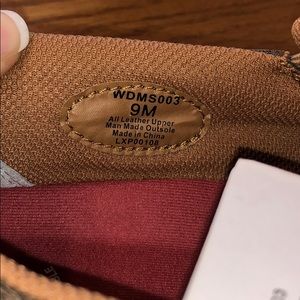 WDMS003
9M
All Leather Upper
Man Made Outsole
Made in China
LXP00108